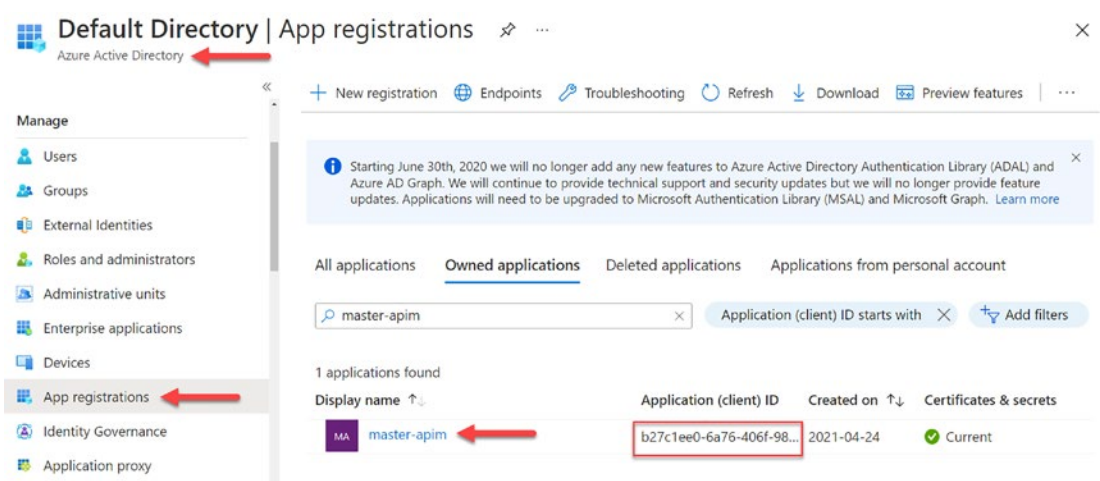 Default Directory | App registrations ...
Azure Active Directory
«
Manage
Users
Groups
External Identities
Roles and administrators
Administrative units
Enterprise applications
Devices
App registrations
Identity Governance
Application proxy
New registration Endpoints Troubleshooting Refresh Download Preview features ...
Starting June 30th, 2020 we will no longer add any new features to Azure Active Directory Authentication Library (ADAL) and
Azure AD Graph. We will continue to provide technical support and security updates but we will no longer provide feature
updates. Applications will need to be upgraded to Microsoft Authentication Library (MSAL) and Microsoft Graph. Learn more
All applications Owned applications Deleted applications Applications from personal account
master-apim Application (client) ID starts with Add filters
1 applications found
Display name Application (client) ID Created on Certificates & secrets
MA master-apim b27c1ee0-6a76-406f-98... 2021-04-24 Current